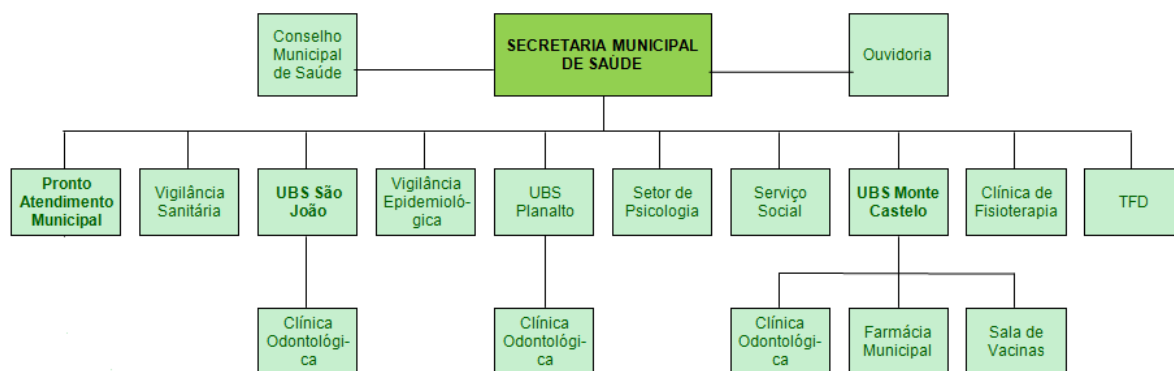 Conselho
Municipal
de Saúde
SECRETARIA MUNICIPAL
DE SAÚDE
Ouvidoria
Pronto
Atendimento
Municipal
Vigilância
Sanitária
UBS São
João
Vigilância
Epidemioló-
gica
UBS
Planalto
Setor de
Psicologia
Serviço
Social
UBS Monte
Castelo
Clínica de
Fisioterapia
TFD
Clínica
Odontológi-
ca
Clínica
Odontológi-
ca
Clínica
Odontológi-
ca
Farmácia
Municipal
Sala de
Vacinas